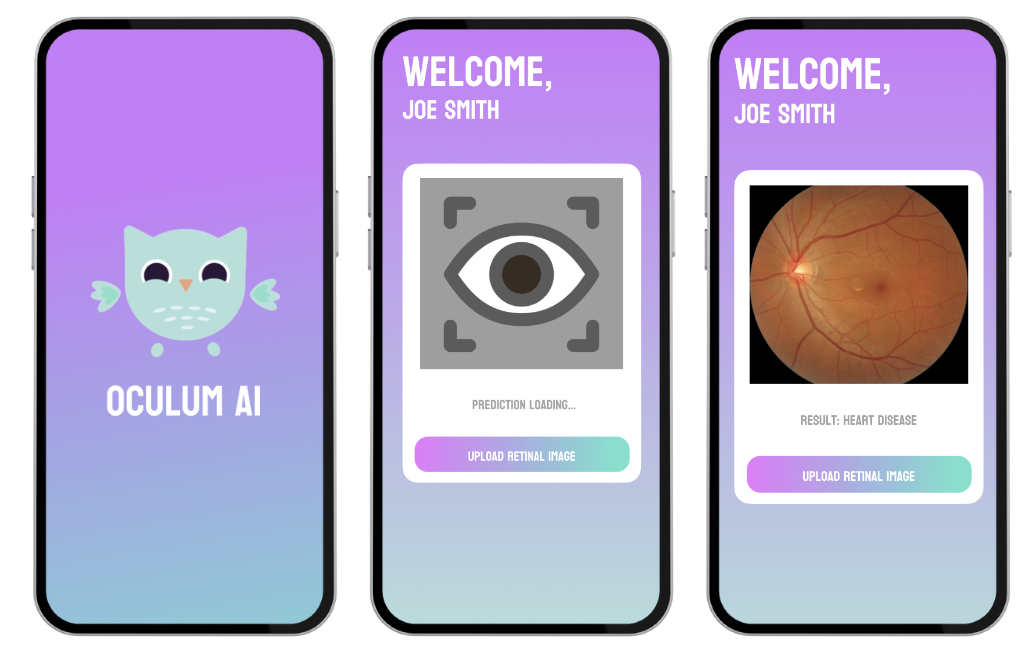 OCULUM AI
WELCOME,
JOE SMITH
PREDICTION LOADING...
UPLOAD RETINAL IMAGE
WELCOME,
JOE SMITH
RESULT: HEART DISEASE
UPLOAD RETINAL IMAGE